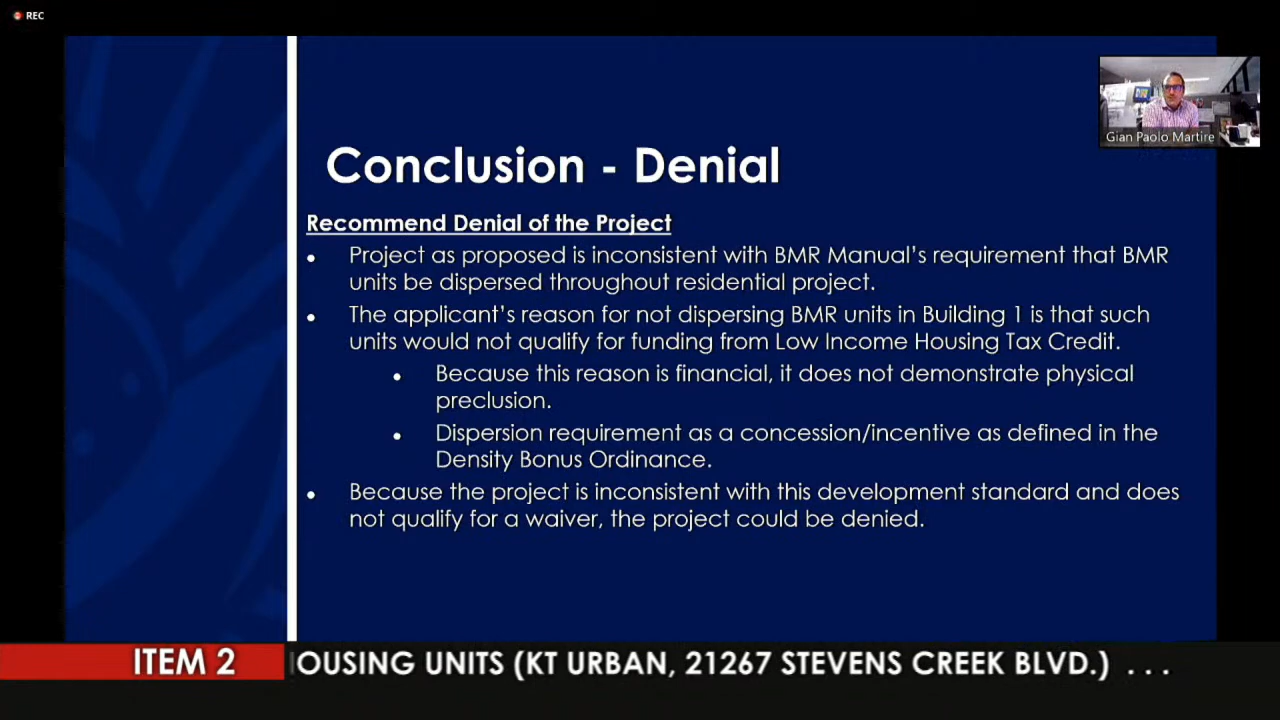 REC
Gian Paolo Martire
Conclusion - Denial
Recommend Denial of the Project
• Project as proposed is inconsistent with BMR Manual's requirement that BMR
units be dispersed throughout residential project.
• The applicant's reason for not dispersing BMR units in Building 1 is that such
units would not qualify for funding from Low Income Housing Tax Credit.
• Because this reason is financial, it does not demonstrate physical
preclusion.
• Dispersion requirement as a concession/incentive as defined in the
Density Bonus Ordinance.
• Because the project is inconsistent with this development standard and does
not qualify for a waiver, the project could be denied.
ITEM 2
OUSING UNITS (KT URBAN, 21267 STEVENS CREEK BLVD.) . . .